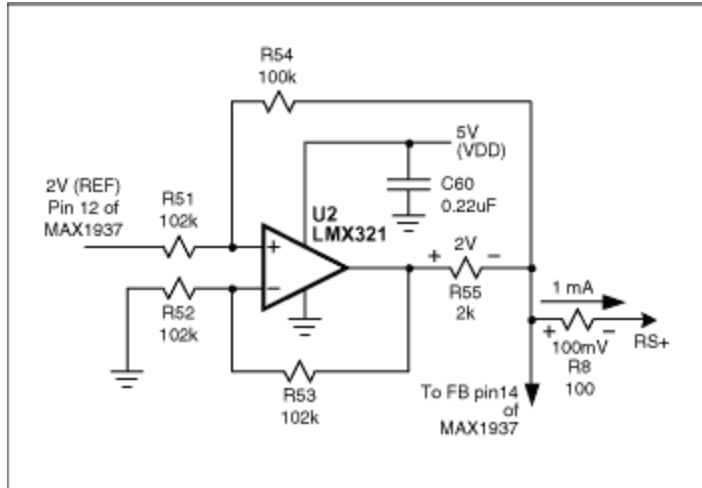 R54
100k
5V
(VDD)
2V (REF)
Pin 12 of
MAX1937
R51
102k
C60
0.22uF
U2
LMX321
+
−
+ 2V −
R55
2k
1 mA
R52
102k
+ 100mV −
RS+
R8
100
R53
102k
To FB pin14
of
MAX1937